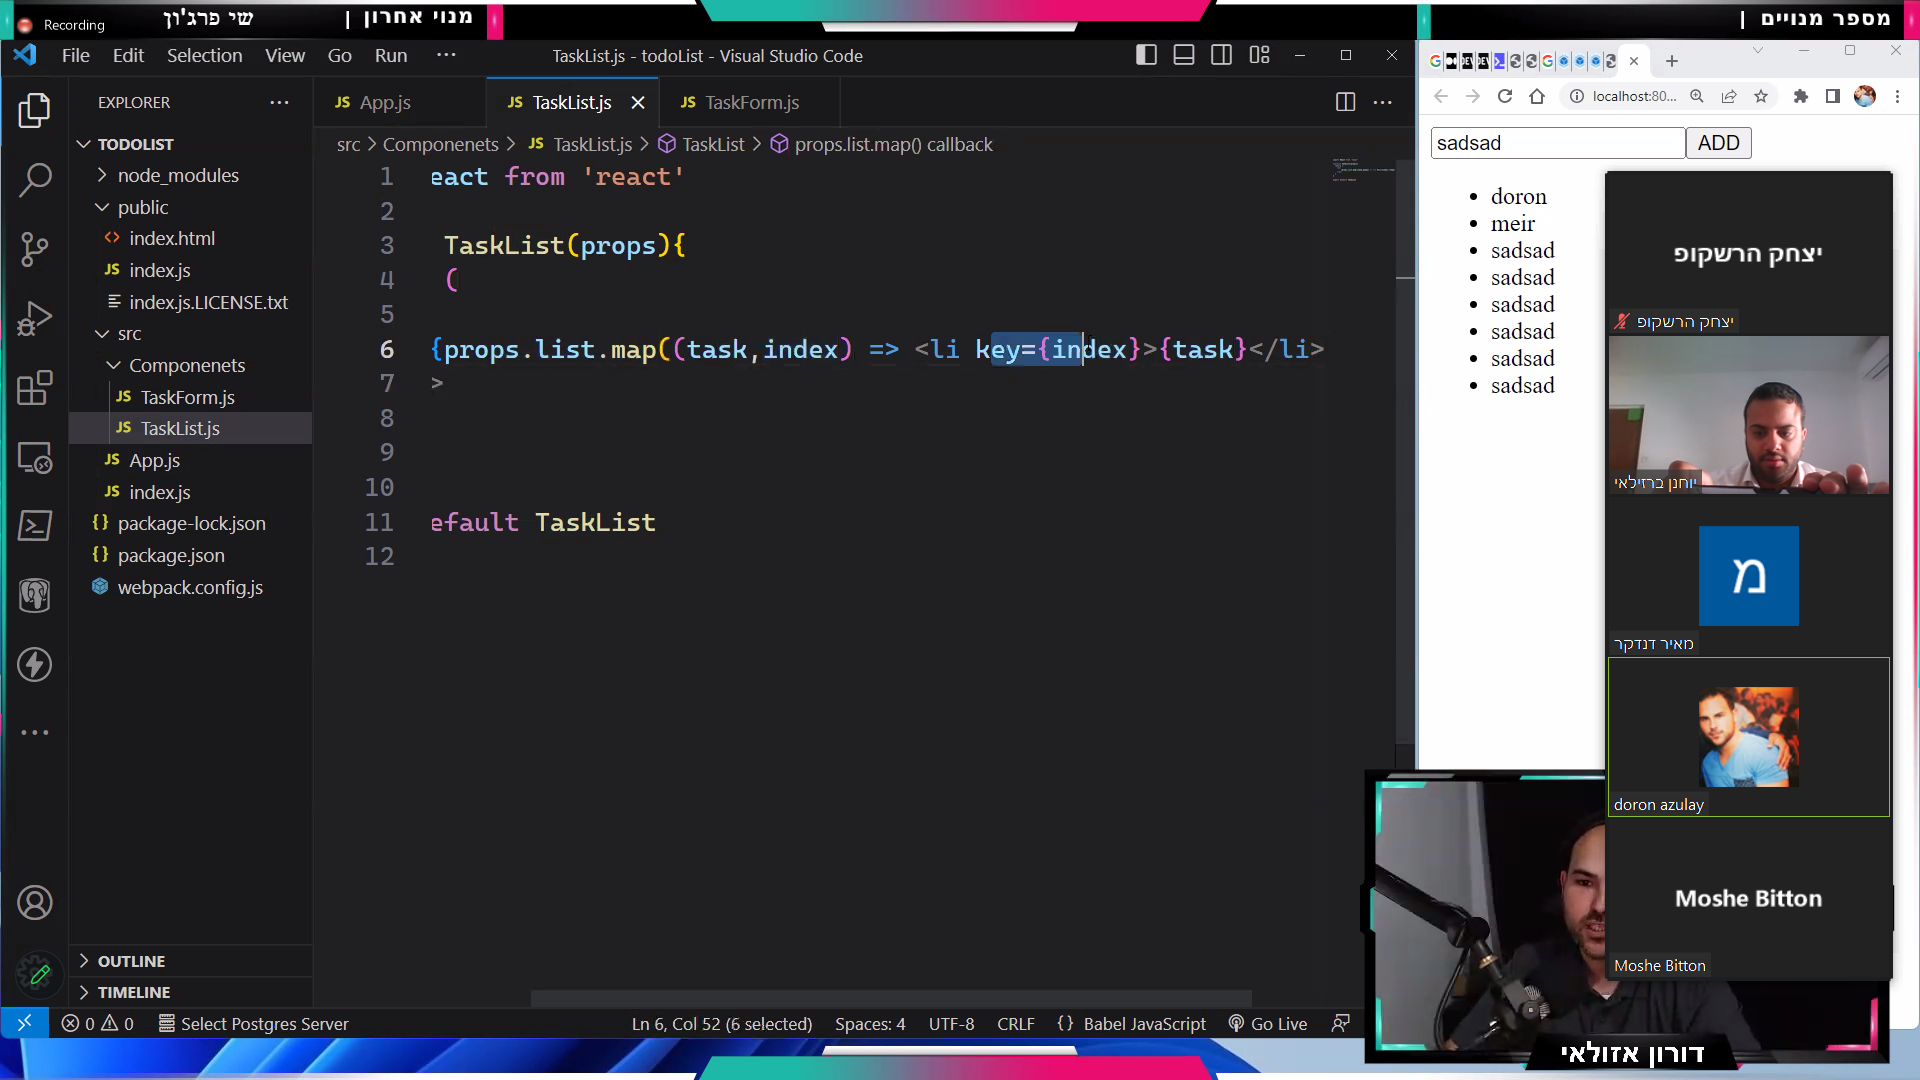 Recording
שי פרג'ון
מנוי אחרון |
מספר מנויים |
File Edit Selection View Go Run ···
TaskList.js - todoList - Visual Studio Code
EXPLORER
TODOLIST
node_modules
public
index.html
index.js
index.js.LICENSE.txt
src
Componenets
TaskForm.js
TaskList.js
App.js
index.js
package-lock.json
package.json
webpack.config.js
OUTLINE
TIMELINE
JS App.js
JS TaskList.js
JS TaskForm.js
src > Componenets > JS TaskList.js > TaskList > props.list.map() callback
1 eact from 'react'
2
3 TaskList(props){
4 (
5
6 {props.list.map((task,index) => <li key={index}>{task}</li>
7 >
8
9
10
11 efault TaskList
12
0 0 Select Postgres Server
Ln 6, Col 52 (6 selected) Spaces: 4 UTF-8 CRLF {} Babel JavaScript Go Live
localhost:80...
sadsad ADD
• doron
• meir
• sadsad
• sadsad
• sadsad
• sadsad
• sadsad
• sadsad
יצחק הרשקופ
יצחק הרשקופ
יוחנן ברזילאי
מ
מאיר דנדקר
doron azulay
Moshe Bitton
Moshe Bitton
דורון אזולאי